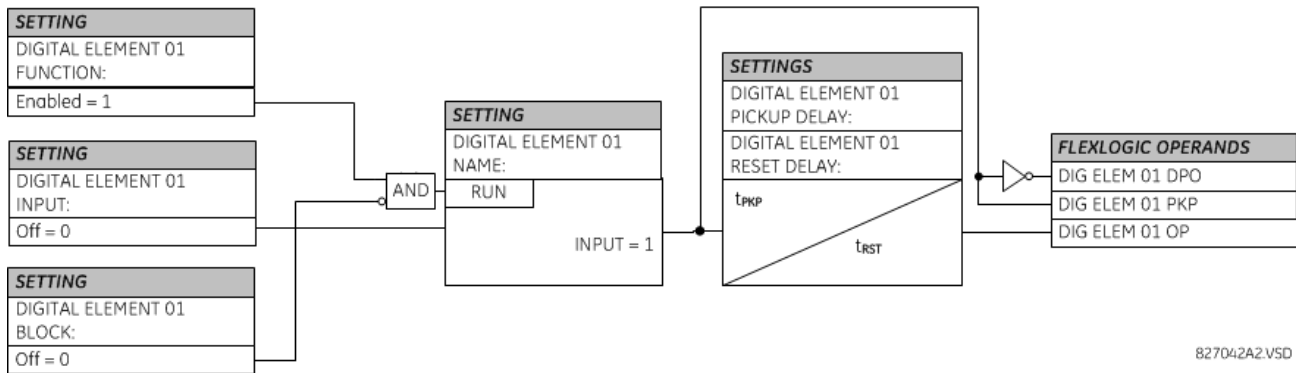 SETTING
DIGITAL ELEMENT 01
FUNCTION:
Enabled = 1
SETTING
DIGITAL ELEMENT 01
INPUT:
Off = 0
SETTING
DIGITAL ELEMENT 01
BLOCK:
Off = 0
AND
SETTING
DIGITAL ELEMENT 01
NAME:
RUN
INPUT = 1
SETTINGS
DIGITAL ELEMENT 01
PICKUP DELAY:
DIGITAL ELEMENT 01
RESET DELAY:
tPKP
tRST
FLEXLOGIC OPERANDS
DIG ELEM 01 DPO
DIG ELEM 01 PKP
DIG ELEM 01 OP
827042A2.VSD